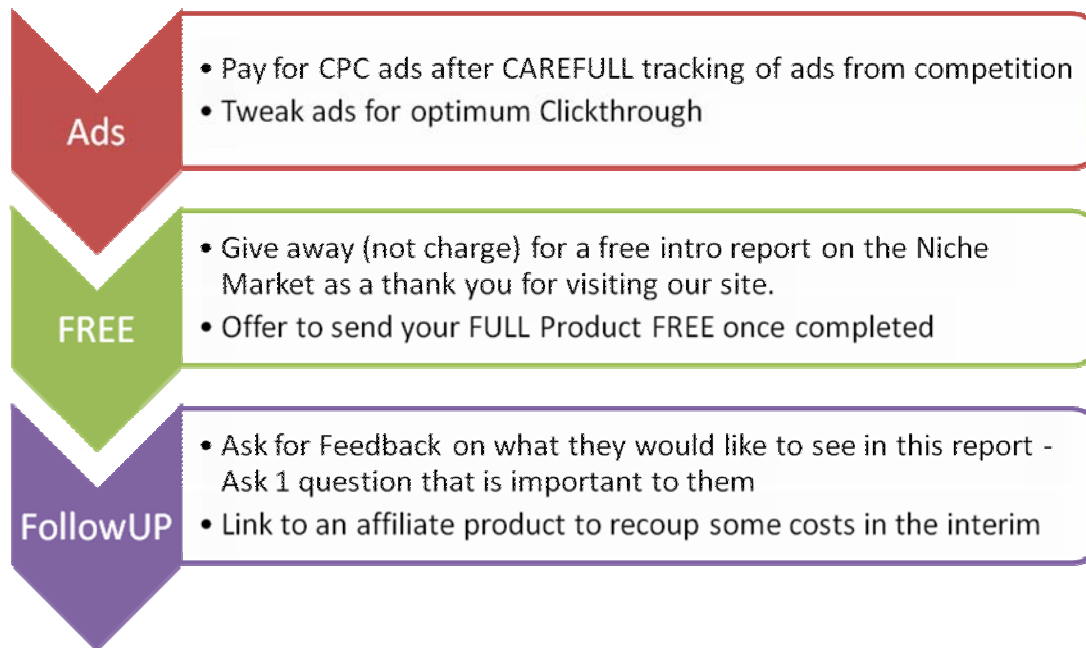 Ads
• Pay for CPC ads after CAREFULL tracking of ads from competition
• Tweak ads for optimum Clickthrough
FREE
• Give away (not charge) for a free intro report on the Niche
Market as a thank you for visiting our site.
• Offer to send your FULL Product FREE once completed
FollowUP
• Ask for Feedback on what they would like to see in this report -
Ask 1 question that is important to them
• Link to an affiliate product to recoup some costs in the interim